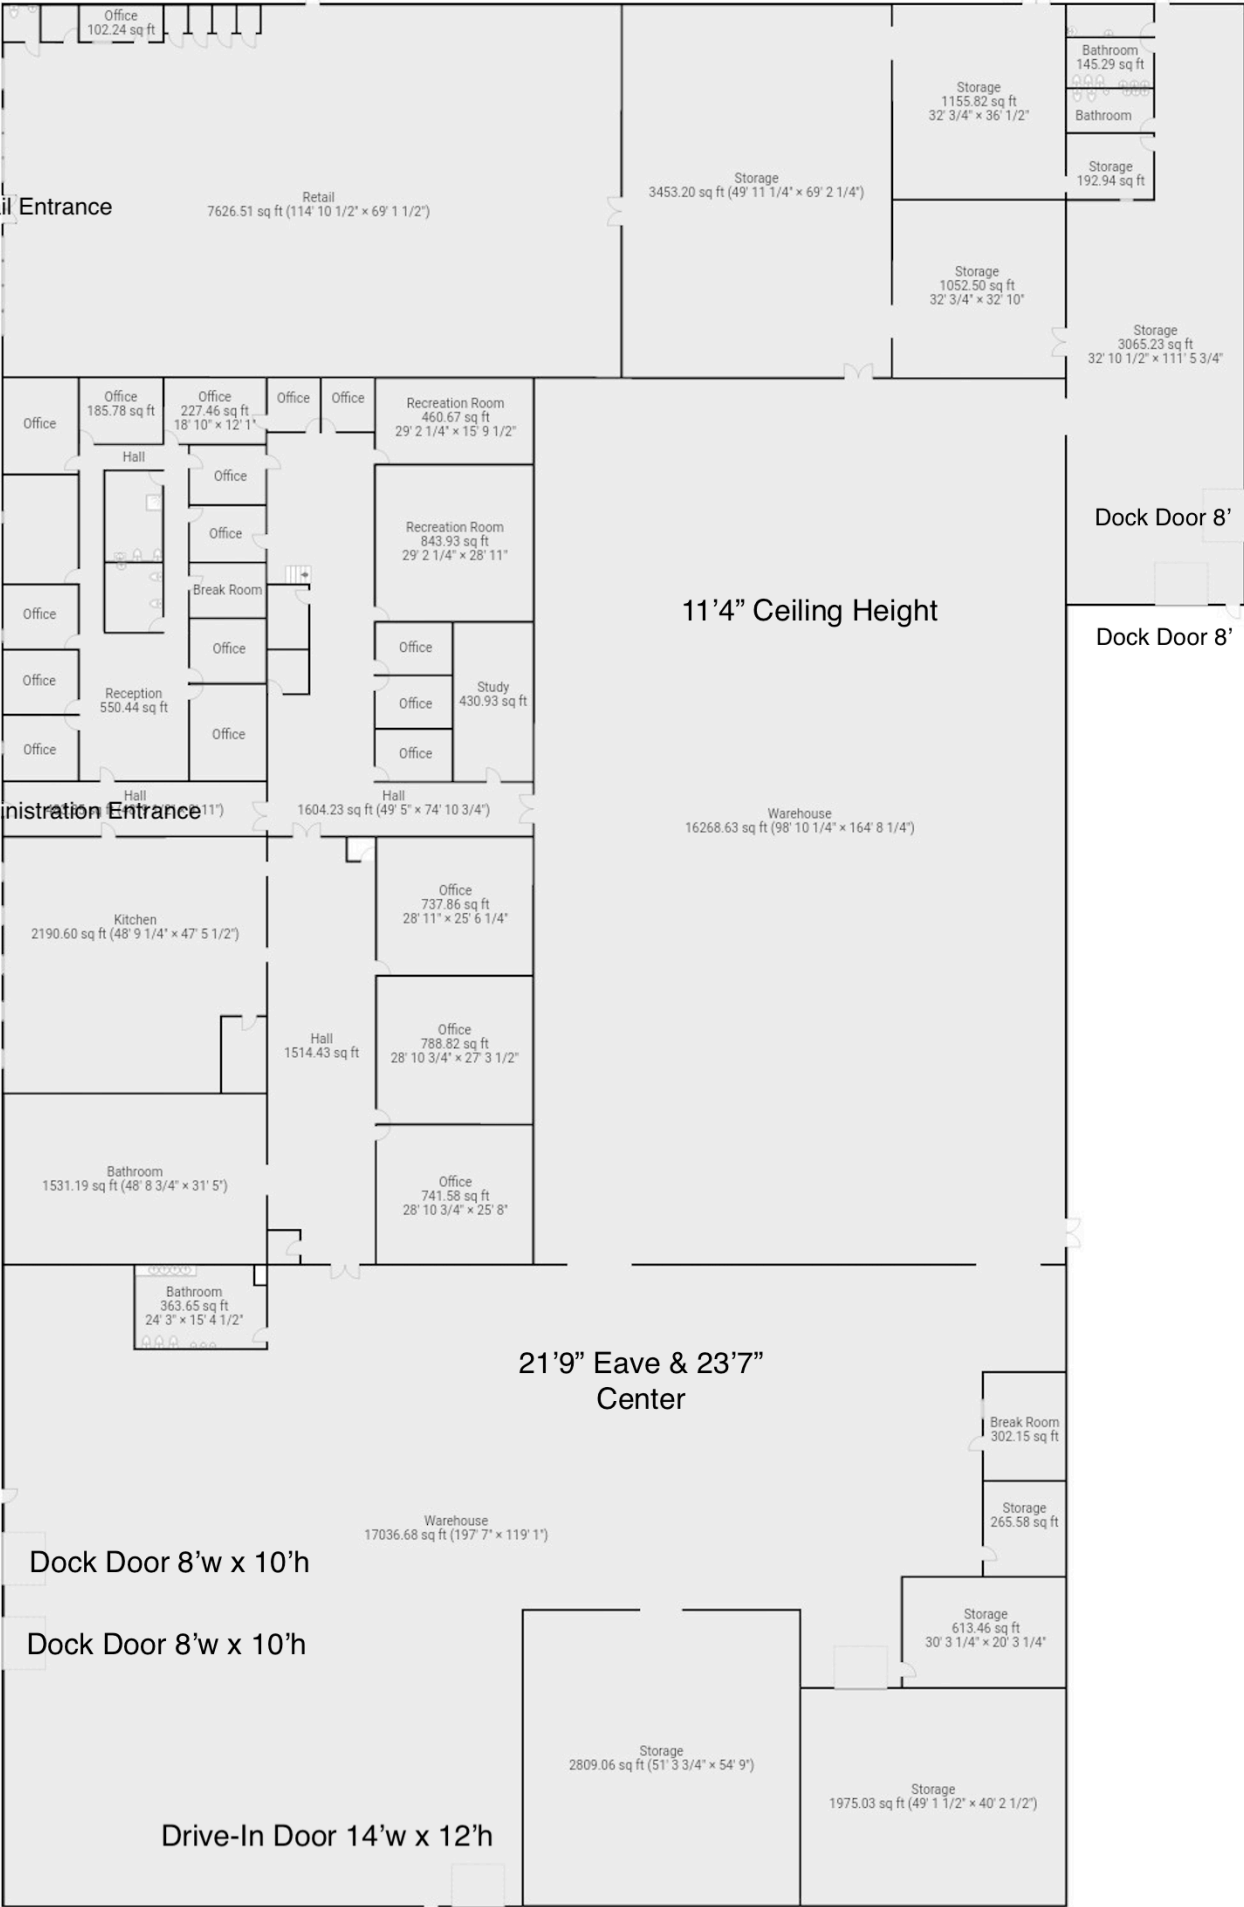 Office
102.24 sq ft
Bathroom
145.29 sq ft
Storage
1155.82 sq ft
32' 3/4" × 36' 1/2"
Bathroom
Storage
192.94 sq ft
Storage
3453.20 sq ft (49' 11 1/4" × 69' 2 1/4")
Retail
7626.51 sq ft (114' 10 1/2" × 69' 1 1/2")
il Entrance
Storage
1052.50 sq ft
32' 3/4" × 32' 10"
Storage
3065.23 sq ft
32' 10 1/2" × 111' 5 3/4"
Office
Office
185.78 sq ft
Office
227.46 sq ft
18' 10" × 12' 1"
Office
Office
Recreation Room
460.67 sq ft
29' 2 1/4" × 15' 9 1/2"
Hall
Office
Office
Recreation Room
843.93 sq ft
29' 2 1/4" × 28' 11"
Dock Door 8’
Break Room
11’4” Ceiling Height
Office
Dock Door 8’
Office
Office
Office
Reception
550.44 sq ft
Office
Study
430.93 sq ft
Office
Office
Office
Office
Hall
nistration Entrance
Hall
1604.23 sq ft (49' 5" × 74' 10 3/4")
Warehouse
16268.63 sq ft (98' 10 1/4" × 164' 8 1/4")
Office
737.86 sq ft
28' 11" × 25' 6 1/4"
Kitchen
2190.60 sq ft (48' 9 1/4" × 47' 5 1/2")
Hall
1514.43 sq ft
Office
788.82 sq ft
28' 10 3/4" × 27' 3 1/2"
Bathroom
1531.19 sq ft (48' 8 3/4" × 31' 5")
Office
741.58 sq ft
28' 10 3/4" × 25' 8"
Bathroom
363.65 sq ft
24' 3" × 15' 4 1/2"
21’9” Eave & 23’7”
Center
Break Room
302.15 sq ft
Storage
265.58 sq ft
Warehouse
17036.68 sq ft (197' 7" × 119' 1")
Dock Door 8’w x 10’h
Dock Door 8’w x 10’h
Storage
613.46 sq ft
30' 3 1/4" × 20' 3 1/4"
Storage
2809.06 sq ft (51' 3 3/4" × 54' 9")
Storage
1975.03 sq ft (49' 1 1/2" × 40' 2 1/2")
Drive-In Door 14’w x 12’h